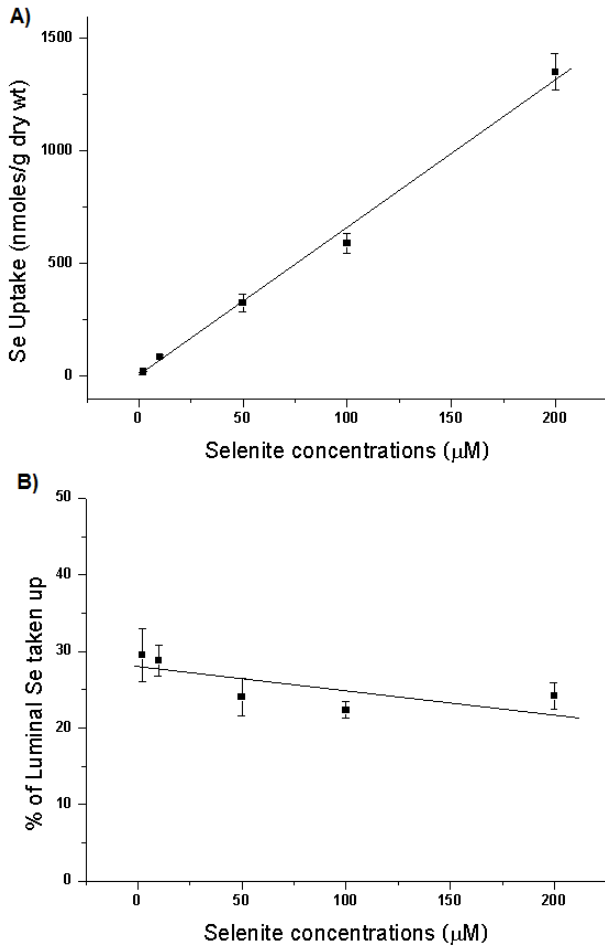 A)
1500
1000
500
0
Se Uptake (nmoles/g dry wt)
0 50 100 150 200
Selenite concentrations (µM)
B)
50
40
30
20
10
0
% of Luminal Se taken up
0 50 100 150 200
Selenite concentrations (µM)